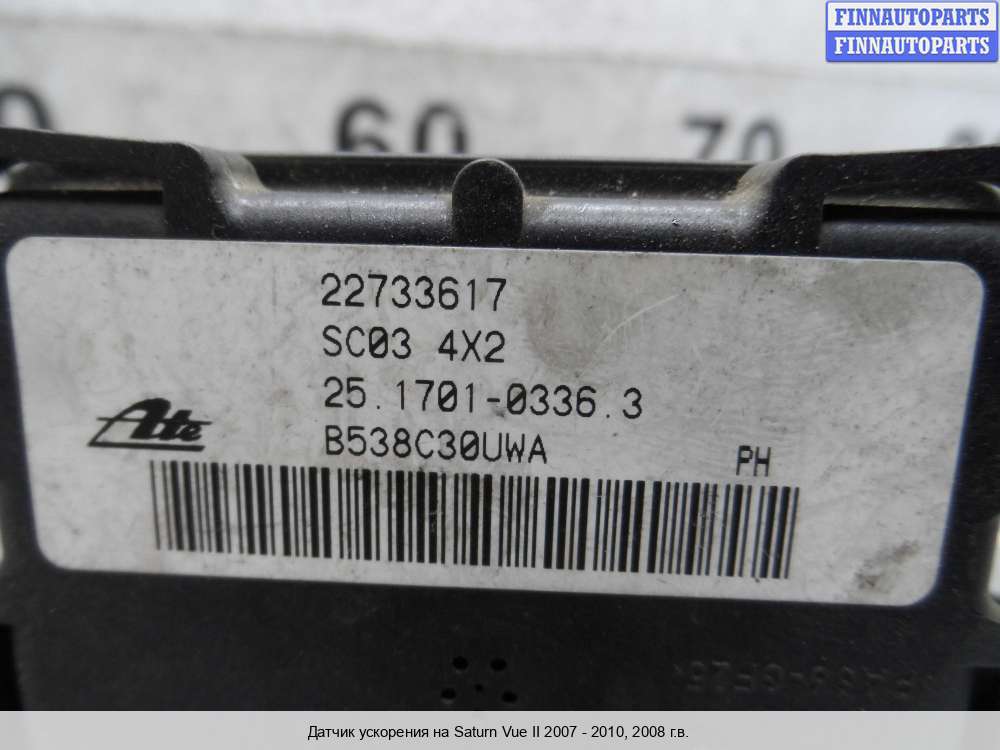 FINNAUTOPARTS
FINNAUTOPARTS
60
70
22733617
SC03 4X2
25.1701-0336.3
Ate
B538C30UWA
PH
Датчик ускорения на Saturn Vue II 2007 - 2010, 2008 г.в.